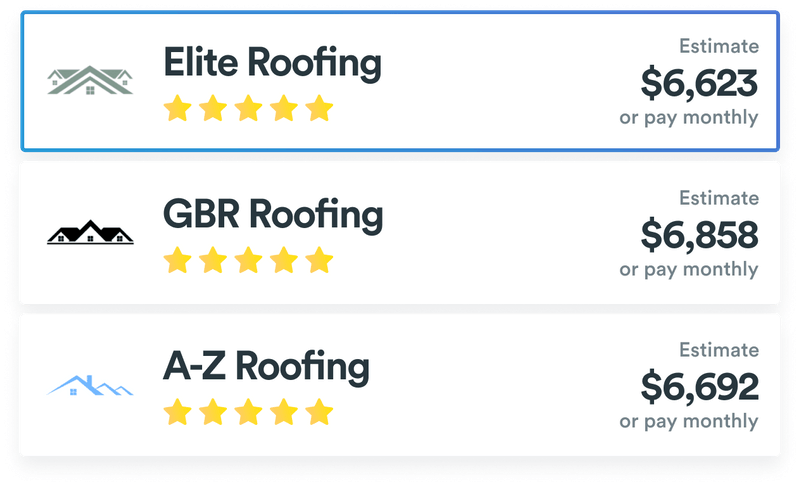 Elite Roofing
Estimate
$6,623
or pay monthly
GBR Roofing
Estimate
$6,858
or pay monthly
A-Z Roofing
Estimate
$6,692
or pay monthly